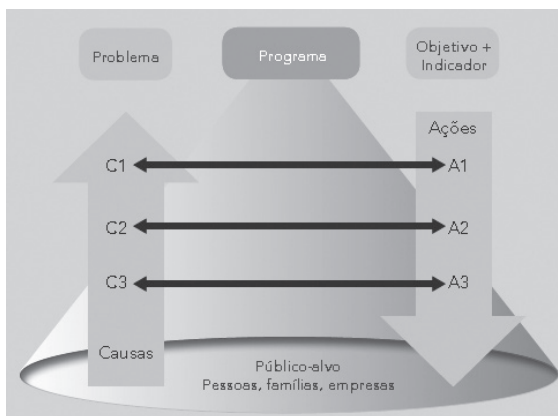 Problema
Programa
Objetivo +
Indicador
Ações
C1
A1
C2
A2
C3
A3
Causas
Público-alvo
Pessoas, famílias, empresas